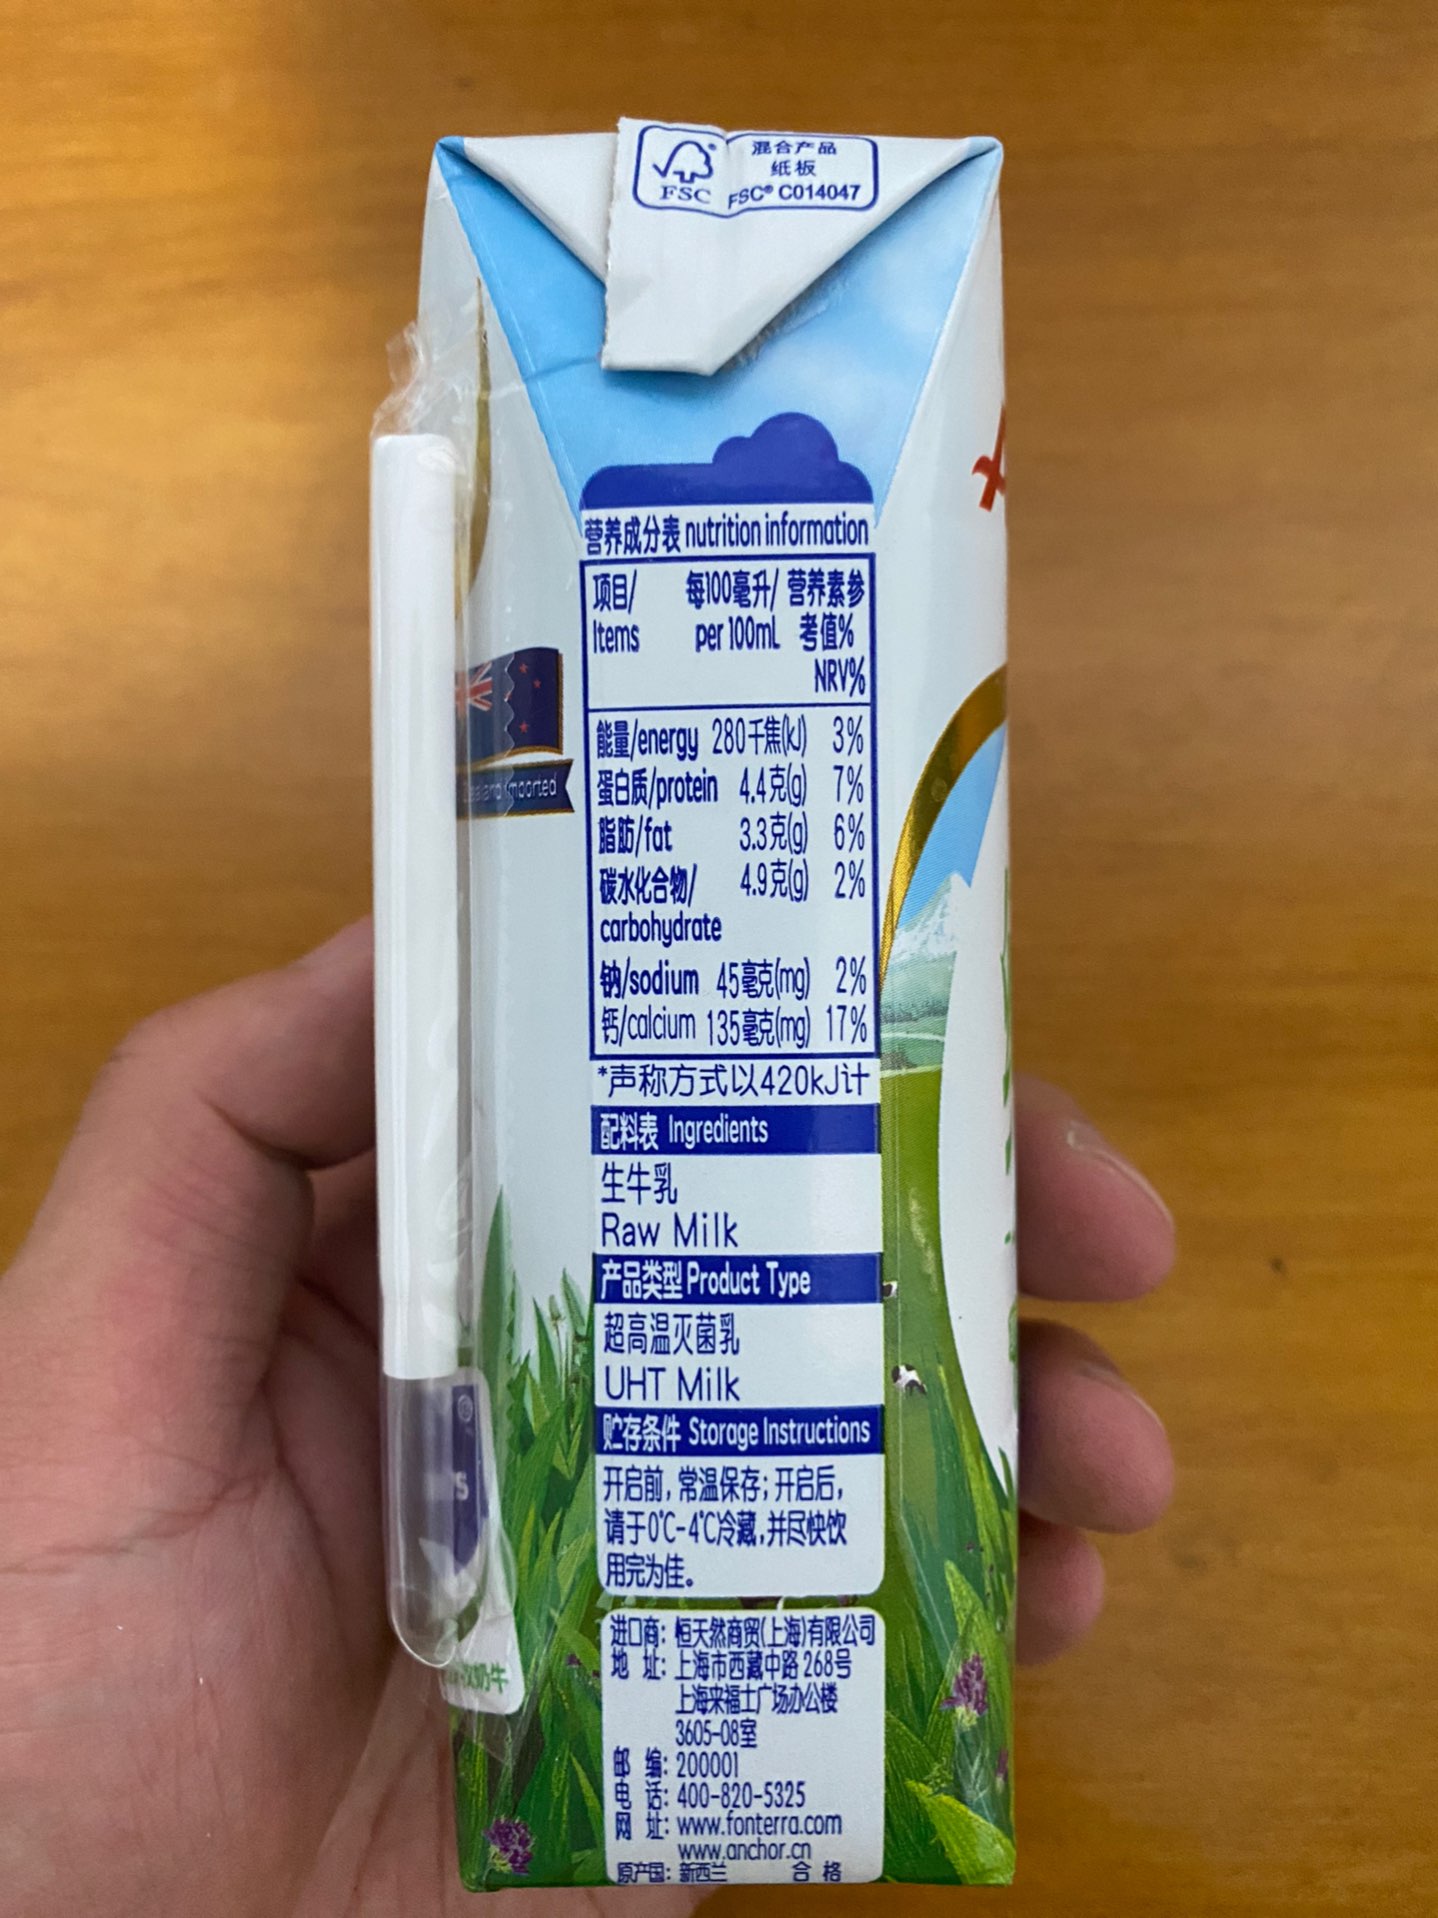 FSC
混合产品
纸板
FSC® C014047
营养成分表 nutrition information
项目/ 每100毫升/ 营养素参
Items per 100mL 考值%
NRV%
能量/energy 280千焦(kJ) 3%
蛋白质/protein 4.4克(g) 7%
脂肪/fat 3.3克(g) 6%
碳水化合物/ 4.9克(g) 2%
carbohydrate
钠/sodium 45毫克(mg) 2%
钙/calcium 135毫克(mg) 17%
*声称方式以420kJ计
配料表 Ingredients
生牛乳
Raw Milk
产品类型 Product Type
超高温灭菌乳
UHT Milk
贮存条件 Storage Instructions
开启前，常温保存；开启后，
请于0℃-4℃冷藏，并尽快饮
用完为佳。
进口商：恒天然商贸(上海)有限公司
地 址：上海市西藏中路268号
上海来福士广场办公楼
3605-08室
邮 编：200001
电 话：400-820-5325
网 址：www.fonterra.com
www.anchor.cn
原产国：新西兰 合格